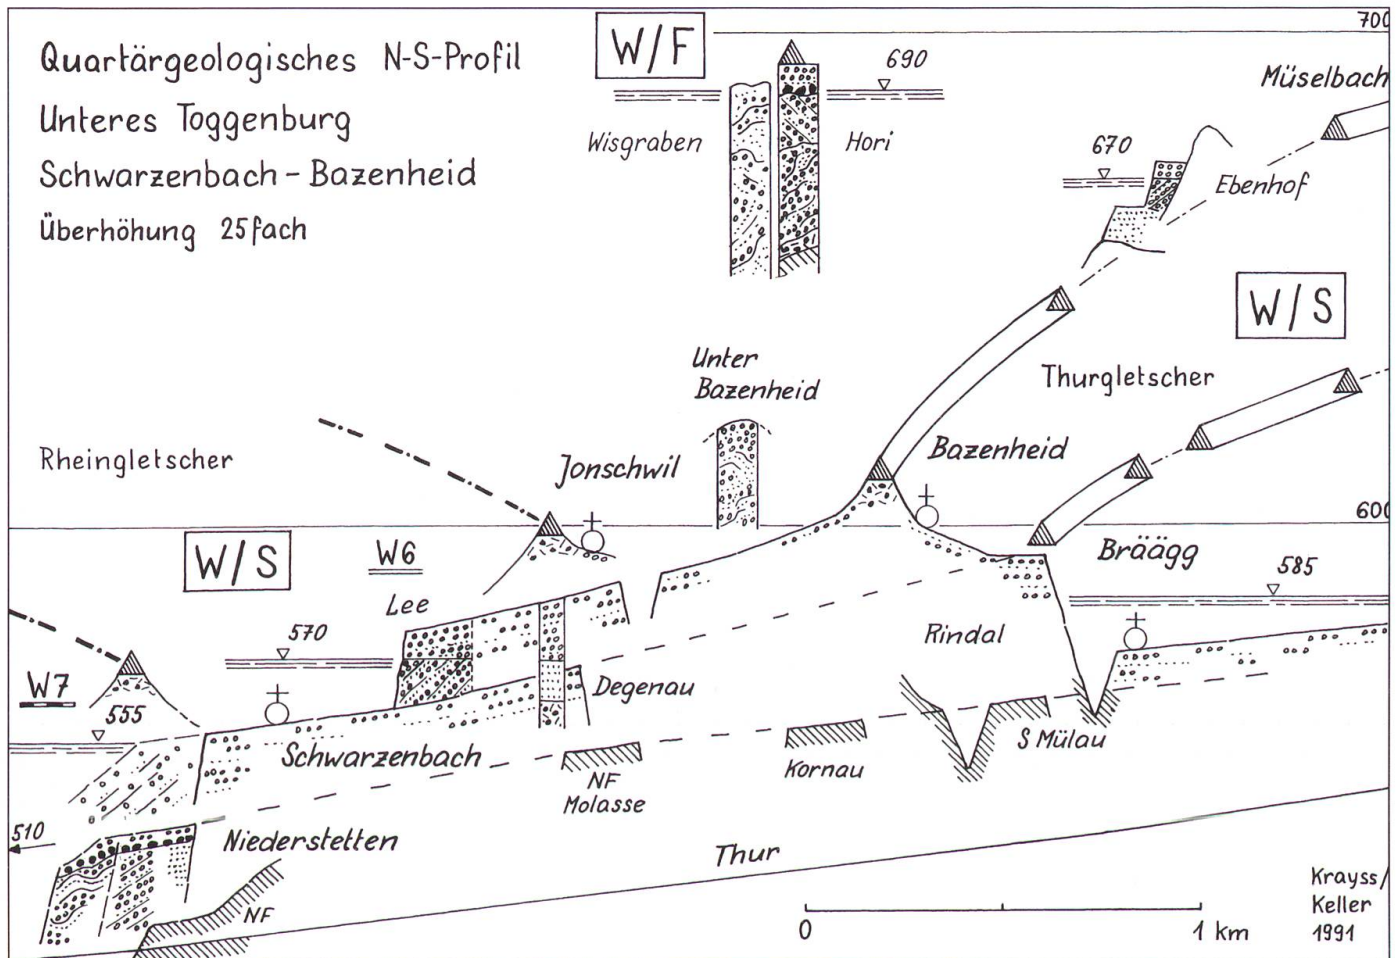 Quartärgeologisches N-S-Profil
Unteres Toggenburg
Schwarzenbach-Bazenheid
Überhöhung 25fach
W/F
700
690
Müselbach
Wisgraben
Hori
670
Ebenhof
W/S
Unter
Bazenheid
Thurgletscher
Rheingletscher
Jonschwil
Bazenheid
600
W/S
W6
Bräägg
585
Lee
570
Rindal
W7
555
Degenau
Schwarzenbach
S Mülau
NF
Molasse
Kornau
510
Niederstetten
Thur
NF
0
1 km
Krayss/
Keller
1991